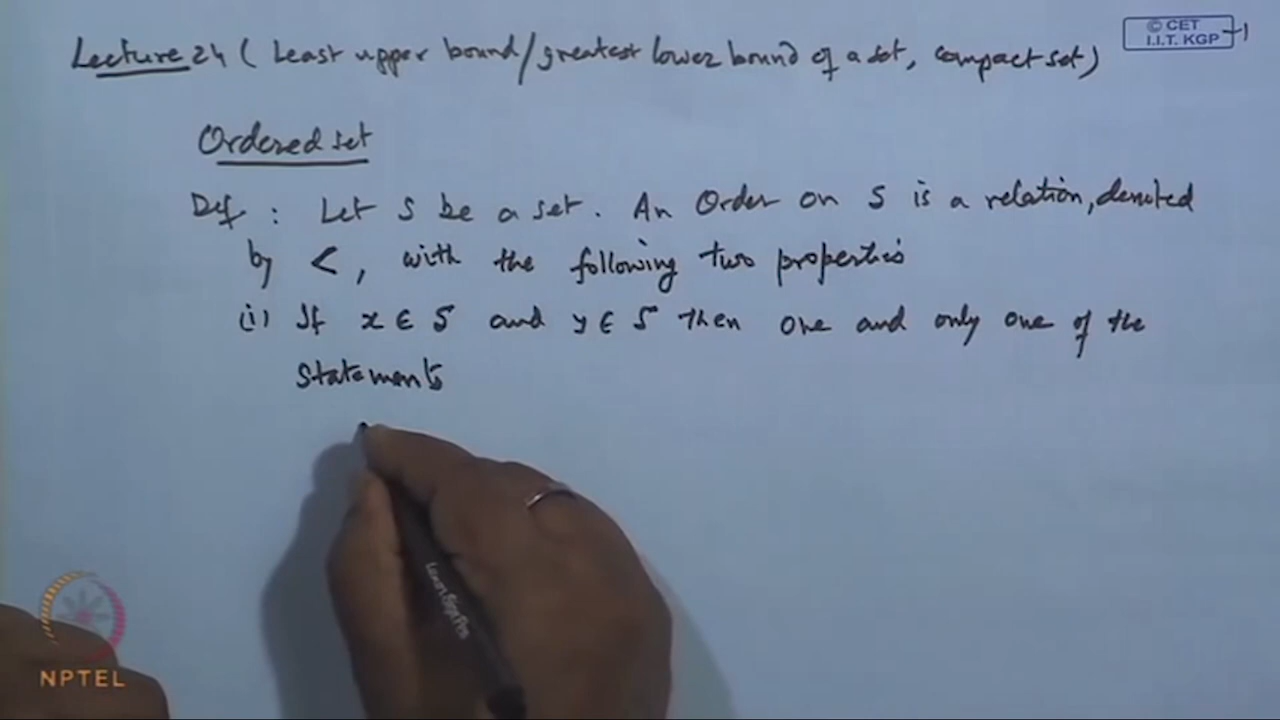 Lecture 24 ( Least upper bound/greatest lower bound of a set, compact set)
© CET
I.I.T. KGP
Ordered set
Def : Let S be a set. An Order on S is a relation, denoted
by <, with the following two properties
(i) If x ∈ S and y ∈ S then one and only one of the
statements
NPTEL